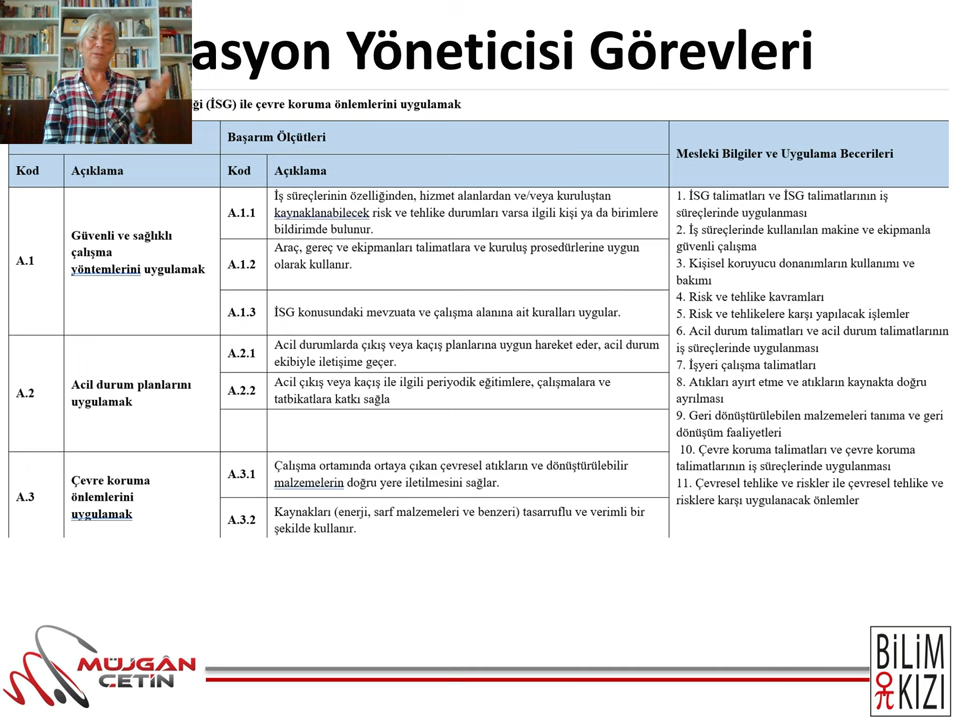 asyon Yöneticisi Görevleri
ği (İSG) ile çevre koruma önlemlerini uygulamak
Başarım Ölçütleri
Mesleki Bilgiler ve Uygulama Becerileri
Kod
Açıklama
Kod
Açıklama
A.1
Güvenli ve sağlıklı
çalışma
yöntemlerini uygulamak
A.1.1
İş süreçlerinin özelliğinden, hizmet alanlardan ve/veya kuruluştan
kaynaklanabilecek risk ve tehlike durumları varsa ilgili kişi ya da birimlere
bildirimde bulunur.
A.1.2
Araç, gereç ve ekipmanları talimatlara ve kuruluş prosedürlerine uygun
olarak kullanır.
A.1.3
İSG konusundaki mevzuata ve çalışma alanına ait kuralları uygular.
A.2
Acil durum planlarını
uygulamak
A.2.1
Acil durumlarda çıkış veya kaçış planlarına uygun hareket eder, acil durum
ekibiyle iletişime geçer.
A.2.2
Acil çıkış veya kaçış ile ilgili periyodik eğitimlere, çalışmalara ve
tatbikatlara katkı sağla
A.3
Çevre koruma
önlemlerini
uygulamak
A.3.1
Çalışma ortamında ortaya çıkan çevresel atıkların ve dönüştürülebilir
malzemelerin doğru yere iletilmesini sağlar.
A.3.2
Kaynakları (enerji, sarf malzemeleri ve benzeri) tasarruflu ve verimli bir
şekilde kullanır.
1. İSG talimatları ve İSG talimatlarının iş
süreçlerinde uygulanması
2. İş süreçlerinde kullanılan makine ve ekipmanla
güvenli çalışma
3. Kişisel koruyucu donanımların kullanımı ve
bakımı
4. Risk ve tehlike kavramları
5. Risk ve tehlikelere karşı yapılacak işlemler
6. Acil durum talimatları ve acil durum talimatlarının
iş süreçlerinde uygulanması
7. İşyeri çalışma talimatları
8. Atıkları ayırt etme ve atıkların kaynakta doğru
ayrılması
9. Geri dönüştürülebilen malzemeleri tanıma ve geri
dönüşüm faaliyetleri
10. Çevre koruma talimatları ve çevre koruma
talimatlarının iş süreçlerinde uygulanması
11. Çevresel tehlike ve riskler ile çevresel tehlike ve
risklere karşı uygulanacak önlemler
MÜJGÂN
ÇETİN
BİLİM
KIZI